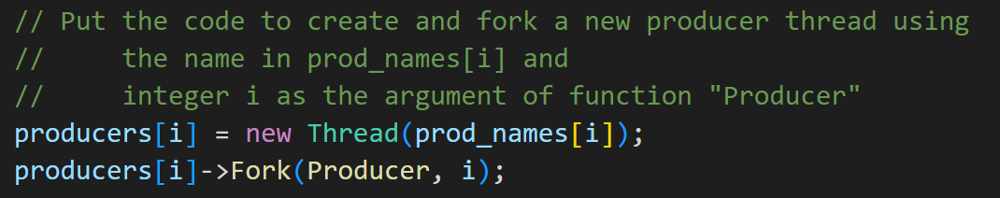 // Put the code to create and fork a new producer thread using
//     the name in prod_names[i] and
//     integer i as the argument of function "Producer"
producers[i] = new Thread(prod_names[i]);
producers[i]->Fork(Producer, i);